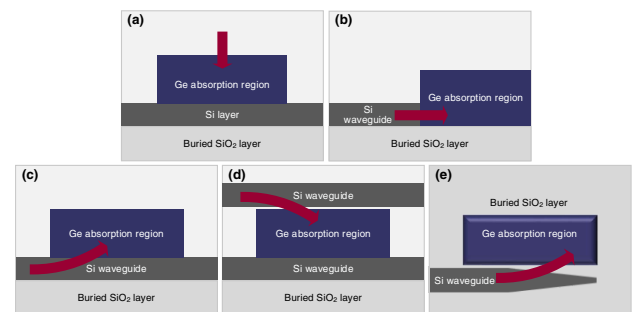 (a)
Ge absorption region
Si layer
Buried SiO₂ layer
(b)
Ge absorption region
Si
waveguide
Buried SiO₂ layer
(c)
Ge absorption region
Si waveguide
Buried SiO₂ layer
(d)
Si waveguide
Ge absorption region
Si waveguide
Buried SiO₂ layer
(e)
Buried SiO₂ layer
Ge absorption region
Si waveguide